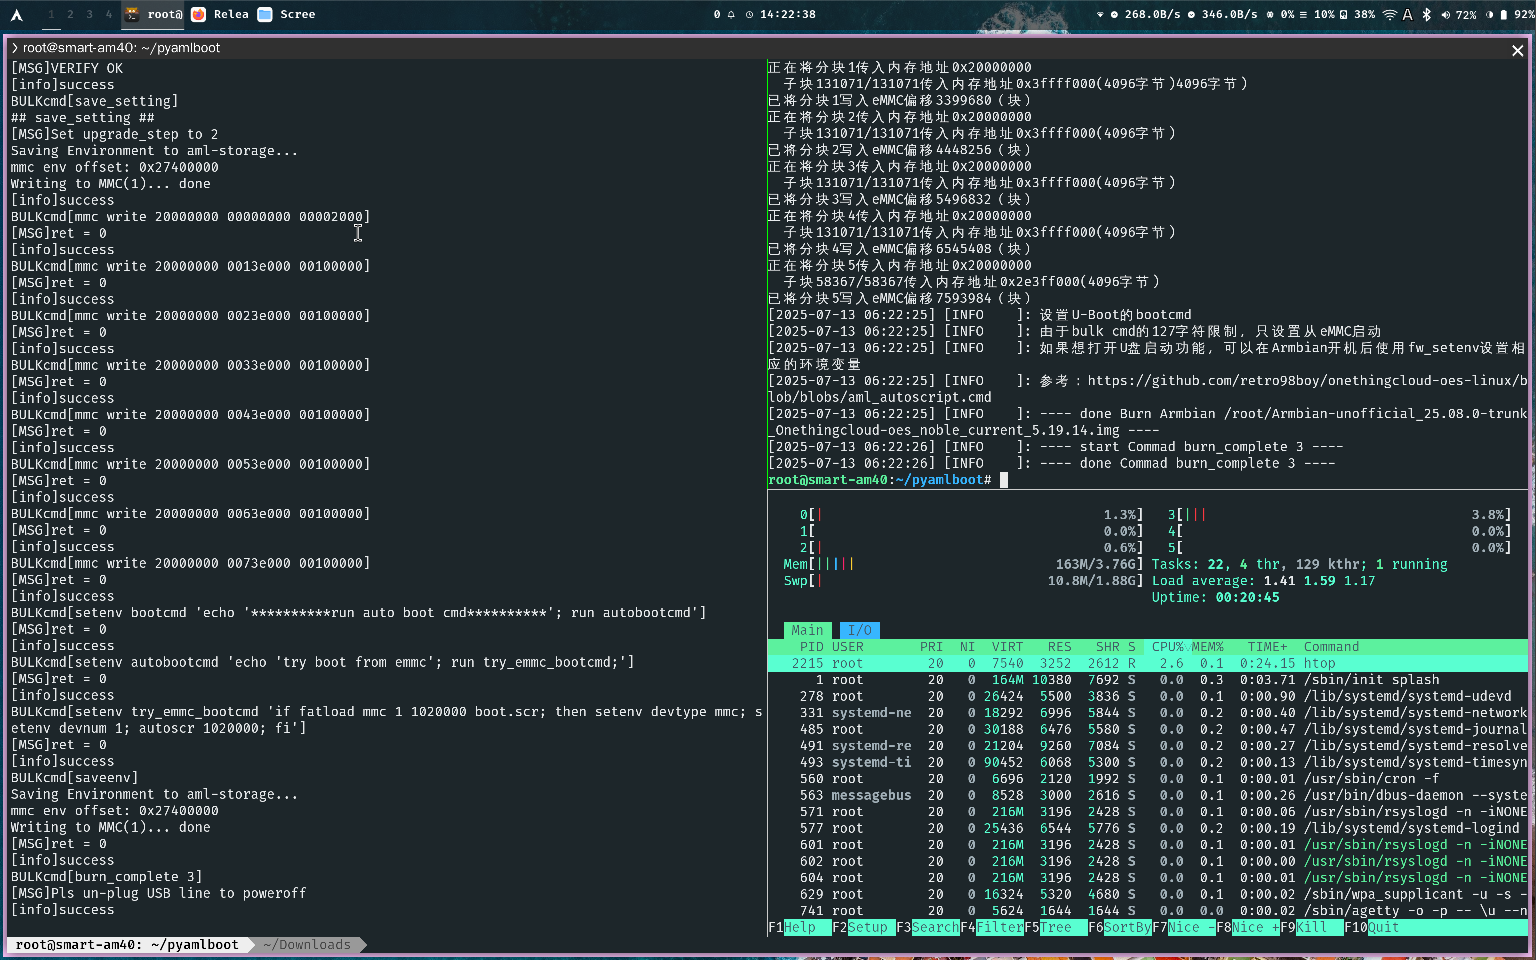 1 2 3 4 root@ Relea Scree 0 14:22:38 268.0B/s 346.0B/s 0% 10% 38% A 72% 92%
❯ root@smart-am40: ~/pyamlboot
[MSG]VERIFY OK
[info]success
BULKcmd[save_setting]
## save_setting ##
[MSG]Set upgrade_step to 2
Saving Environment to aml-storage...
mmc env offset: 0x27400000
Writing to MMC(1)... done
[info]success
BULKcmd[mmc write 20000000 00000000 00002000]
[MSG]ret = 0
[info]success
BULKcmd[mmc write 20000000 0013e000 00100000]
[MSG]ret = 0
[info]success
BULKcmd[mmc write 20000000 0023e000 00100000]
[MSG]ret = 0
[info]success
BULKcmd[mmc write 20000000 0033e000 00100000]
[MSG]ret = 0
[info]success
BULKcmd[mmc write 20000000 0043e000 00100000]
[MSG]ret = 0
[info]success
BULKcmd[mmc write 20000000 0053e000 00100000]
[MSG]ret = 0
[info]success
BULKcmd[mmc write 20000000 0063e000 00100000]
[MSG]ret = 0
[info]success
BULKcmd[mmc write 20000000 0073e000 00100000]
[MSG]ret = 0
[info]success
BULKcmd[setenv bootcmd 'echo '**********run auto boot cmd**********'; run autobootcmd']
[MSG]ret = 0
[info]success
BULKcmd[setenv autobootcmd 'echo 'try boot from emmc'; run try_emmc_bootcmd;']
[MSG]ret = 0
[info]success
BULKcmd[setenv try_emmc_bootcmd 'if fatload mmc 1 1020000 boot.scr; then setenv devtype mmc; s
etenv devnum 1; autoscr 1020000; fi']
[MSG]ret = 0
[info]success
BULKcmd[saveenv]
Saving Environment to aml-storage...
mmc env offset: 0x27400000
Writing to MMC(1)... done
[MSG]ret = 0
[info]success
BULKcmd[burn_complete 3]
[MSG]Pls un-plug USB line to poweroff
[info]success
正在将分块1传入内存地址0x20000000
子块131071/131071传入内存地址0x3ffff000(4096字节)4096字节)
已将分块1写入eMMC偏移3399680（块）
正在将分块2传入内存地址0x20000000
子块131071/131071传入内存地址0x3ffff000(4096字节)
已将分块2写入eMMC偏移4448256（块）
正在将分块3传入内存地址0x20000000
子块131071/131071传入内存地址0x3ffff000(4096字节)
已将分块3写入eMMC偏移5496832（块）
正在将分块4传入内存地址0x20000000
子块131071/131071传入内存地址0x3ffff000(4096字节)
已将分块4写入eMMC偏移6545408（块）
正在将分块5传入内存地址0x20000000
子块58367/58367传入内存地址0x2e3ff000(4096字节)
已将分块5写入eMMC偏移7593984（块）
[2025-07-13 06:22:25] [INFO    ]: 设置U-Boot的bootcmd
[2025-07-13 06:22:25] [INFO    ]: 由于bulk cmd的127字符限制，只设置从eMMC启动
[2025-07-13 06:22:25] [INFO    ]: 如果想打开U盘启动功能，可以在Armbian开机后使用fw_setenv设置相
应的环境变量
[2025-07-13 06:22:25] [INFO    ]: 参考：https://github.com/retro98boy/onethingcloud-oes-linux/b
lob/blobs/aml_autoscript.cmd
[2025-07-13 06:22:25] [INFO    ]: ---- done Burn Armbian /root/Armbian-unofficial_25.08.0-trunk
_Onethingcloud-oes_noble_current_5.19.14.img ----
[2025-07-13 06:22:26] [INFO    ]: ---- start Commad burn_complete 3 ----
[2025-07-13 06:22:26] [INFO    ]: ---- done Commad burn_complete 3 ----
root@smart-am40:~/pyamlboot#
0[| 1.3%] 3[||| 3.8%]
1[ 0.0%] 4[ 0.0%]
2[| 0.6%] 5[ 0.0%]
Mem[||||| 163M/3.76G] Tasks: 22, 4 thr, 129 kthr; 1 running
Swp[| 10.8M/1.88G] Load average: 1.41 1.59 1.17
Uptime: 00:20:45
Main I/O
PID USER PRI NI VIRT RES SHR S CPU%▽MEM% TIME+ Command
2215 root 20 0 7540 3252 2612 R 2.6 0.1 0:24.15 htop
1 root 20 0 164M 10380 7692 S 0.0 0.3 0:03.71 /sbin/init splash
278 root 20 0 26424 5500 3836 S 0.0 0.1 0:00.90 /lib/systemd/systemd-udevd
331 systemd-ne 20 0 18292 6996 5844 S 0.0 0.2 0:00.40 /lib/systemd/systemd-network
485 root 20 0 30188 6476 5580 S 0.0 0.2 0:00.47 /lib/systemd/systemd-journal
491 systemd-re 20 0 21204 9260 7084 S 0.0 0.2 0:00.27 /lib/systemd/systemd-resolve
493 systemd-ti 20 0 90452 6068 5300 S 0.0 0.2 0:00.13 /lib/systemd/systemd-timesyn
560 root 20 0 6696 2120 1992 S 0.0 0.1 0:00.01 /usr/sbin/cron -f
563 messagebus 20 0 8528 3000 2616 S 0.0 0.1 0:00.26 /usr/bin/dbus-daemon --syste
571 root 20 0 216M 3196 2428 S 0.0 0.1 0:00.06 /usr/sbin/rsyslogd -n -iNONE
577 root 20 0 25436 6544 5776 S 0.0 0.2 0:00.19 /lib/systemd/systemd-logind
601 root 20 0 216M 3196 2428 S 0.0 0.1 0:00.01 /usr/sbin/rsyslogd -n -iNONE
602 root 20 0 216M 3196 2428 S 0.0 0.1 0:00.00 /usr/sbin/rsyslogd -n -iNONE
604 root 20 0 216M 3196 2428 S 0.0 0.1 0:00.01 /usr/sbin/rsyslogd -n -iNONE
629 root 20 0 16324 5320 4680 S 0.0 0.1 0:00.02 /sbin/wpa_supplicant -u -s -
741 root 20 0 5624 1644 1644 S 0.0 0.0 0:00.02 /sbin/agetty -o -p -- \u --n
F1Help F2Setup F3SearchF4FilterF5Tree F6SortByF7Nice -F8Nice +F9Kill F10Quit
root@smart-am40: ~/pyamlboot ~/Downloads